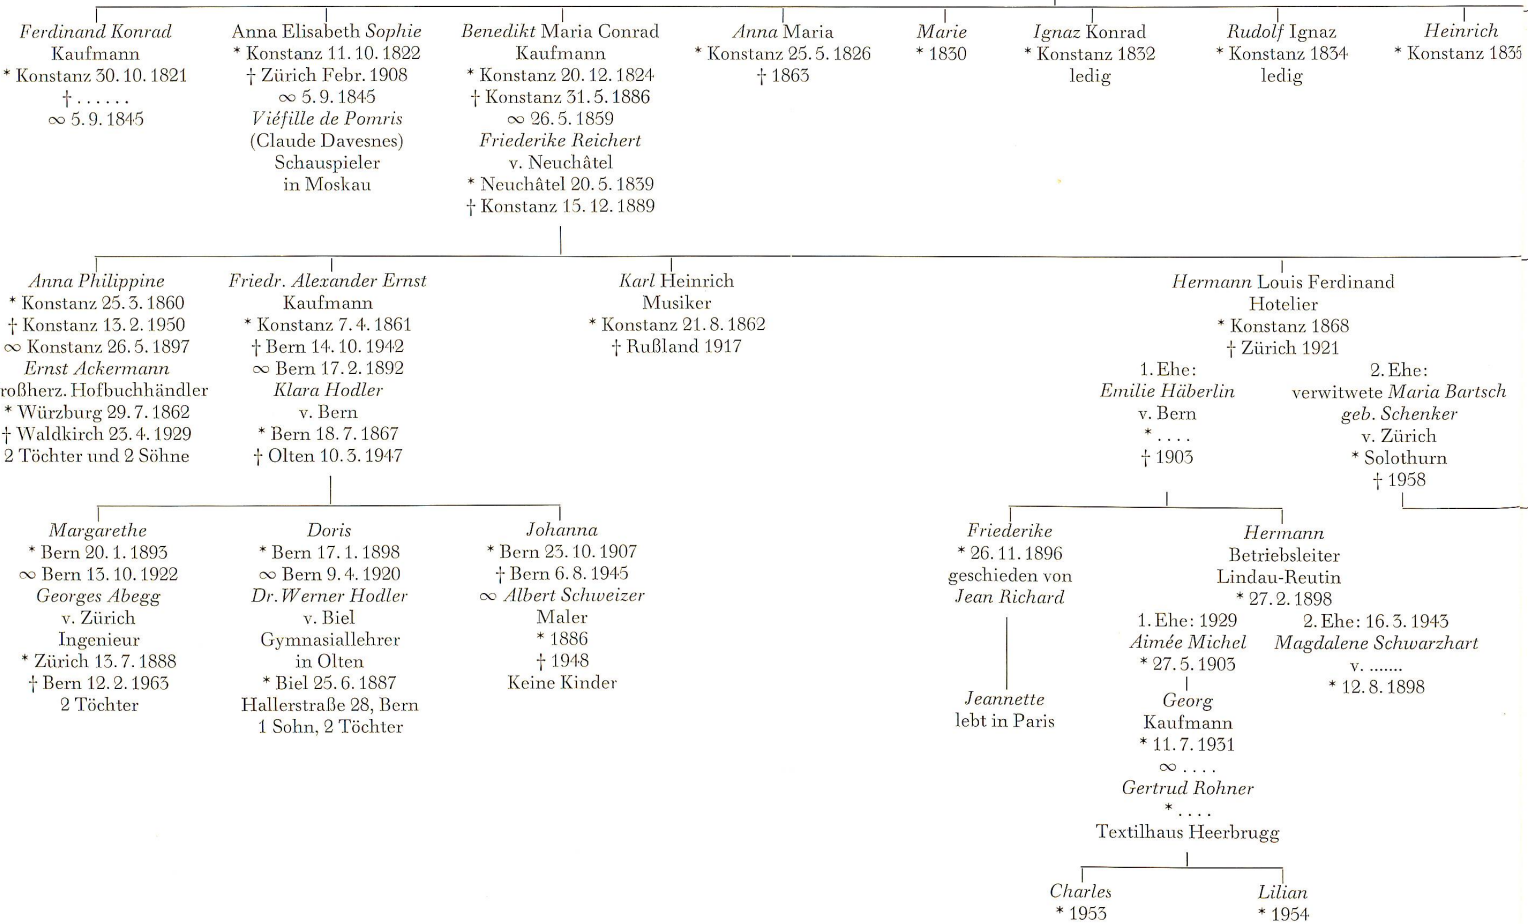 Ferdinand Konrad
Kaufmann
* Konstanz 30. 10. 1821
† . . . . . .
∞ 5. 9. 1845
Anna Elisabeth Sophie
* Konstanz 11. 10. 1822
† Zürich Febr. 1908
∞ 5. 9. 1845
Viéfille de Pomris
(Claude Davesnes)
Schauspieler
in Moskau
Benedikt Maria Conrad
Kaufmann
* Konstanz 20. 12. 1824
† Konstanz 31. 5. 1886
∞ 26. 5. 1859
Friederike Reichert
v. Neuchâtel
* Neuchâtel 20. 5. 1839
† Konstanz 15. 12. 1889
Anna Maria
* Konstanz 25. 5. 1826
† 1863
Marie
* 1830
Ignaz Konrad
* Konstanz 1832
ledig
Rudolf Ignaz
* Konstanz 1834
ledig
Heinrich
* Konstanz 1835
Anna Philippine
* Konstanz 25. 3. 1860
† Konstanz 13. 2. 1950
∞ Konstanz 26. 5. 1897
Ernst Ackermann
roßherz. Hofbuchhändler
* Würzburg 29. 7. 1862
† Waldkirch 23. 4. 1929
2 Töchter und 2 Söhne
Friedr. Alexander Ernst
Kaufmann
* Konstanz 7. 4. 1861
† Bern 14. 10. 1942
∞ Bern 17. 2. 1892
Klara Hodler
v. Bern
* Bern 18. 7. 1867
† Olten 10. 3. 1947
Karl Heinrich
Musiker
* Konstanz 21. 8. 1862
† Rußland 1917
Hermann Louis Ferdinand
Hotelier
* Konstanz 1868
† Zürich 1921
1. Ehe:
Emilie Häberlin
v. Bern
* . . . .
† 1903
2. Ehe:
verwitwete Maria Bartsch
geb. Schenker
v. Zürich
* Solothurn
† 1958
Margarethe
* Bern 20. 1. 1893
∞ Bern 13. 10. 1922
Georges Abegg
v. Zürich
Ingenieur
* Zürich 13. 7. 1888
† Bern 12. 2. 1963
2 Töchter
Doris
* Bern 17. 1. 1898
∞ Bern 9. 4. 1920
Dr. Werner Hodler
v. Biel
Gymnasiallehrer
in Olten
* Biel 25. 6. 1887
Hallerstraße 28, Bern
1 Sohn, 2 Töchter
Johanna
* Bern 23. 10. 1907
† Bern 6. 8. 1945
∞ Albert Schweizer
Maler
* 1886
† 1948
Keine Kinder
Friederike
* 26. 11. 1896
geschieden von
Jean Richard
Jeannette
lebt in Paris
Hermann
Betriebsleiter
Lindau-Reutin
* 27. 2. 1898
1. Ehe: 1929
Aimée Michel
* 27. 5. 1903
2. Ehe: 16. 3. 1943
Magdalene Schwarzhart
v. .......
* 12. 8. 1898
Georg
Kaufmann
* 11. 7. 1931
∞ . . . .
Gertrud Rohner
* . . . .
Textilhaus Heerbrugg
Charles
* 1953
Lilian
* 1954